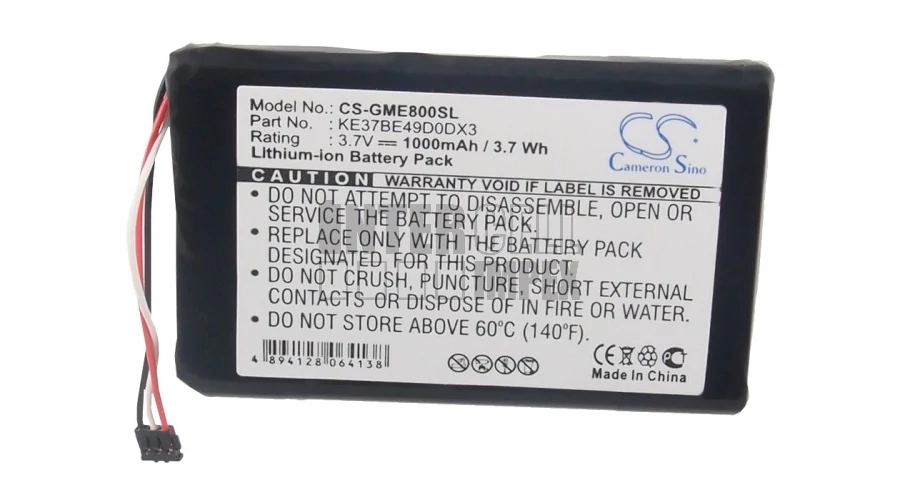 Model No.: CS-GME800SL
Part No. : KE37BE49D0DX3
Rating : 3.7V 1000mAh / 3.7 Wh
Lithium-ion Battery Pack
CS
Cameron Sino
CAUTION WARRANTY VOID IF LABEL IS REMOVED
• DO NOT ATTEMPT TO DISASSEMBLE, OPEN OR
SERVICE THE BATTERY PACK.
• REPLACE ONLY WITH THE BATTERY PACK
DESIGNATED FOR THIS PRODUCT.
• DO NOT CRUSH, PUNCTURE, SHORT EXTERNAL
CONTACTS OR DISPOSE OF IN FIRE OR WATER.
• DO NOT STORE ABOVE 60°C (140°F).
4 894128 064138
CE
Made In China
INTER